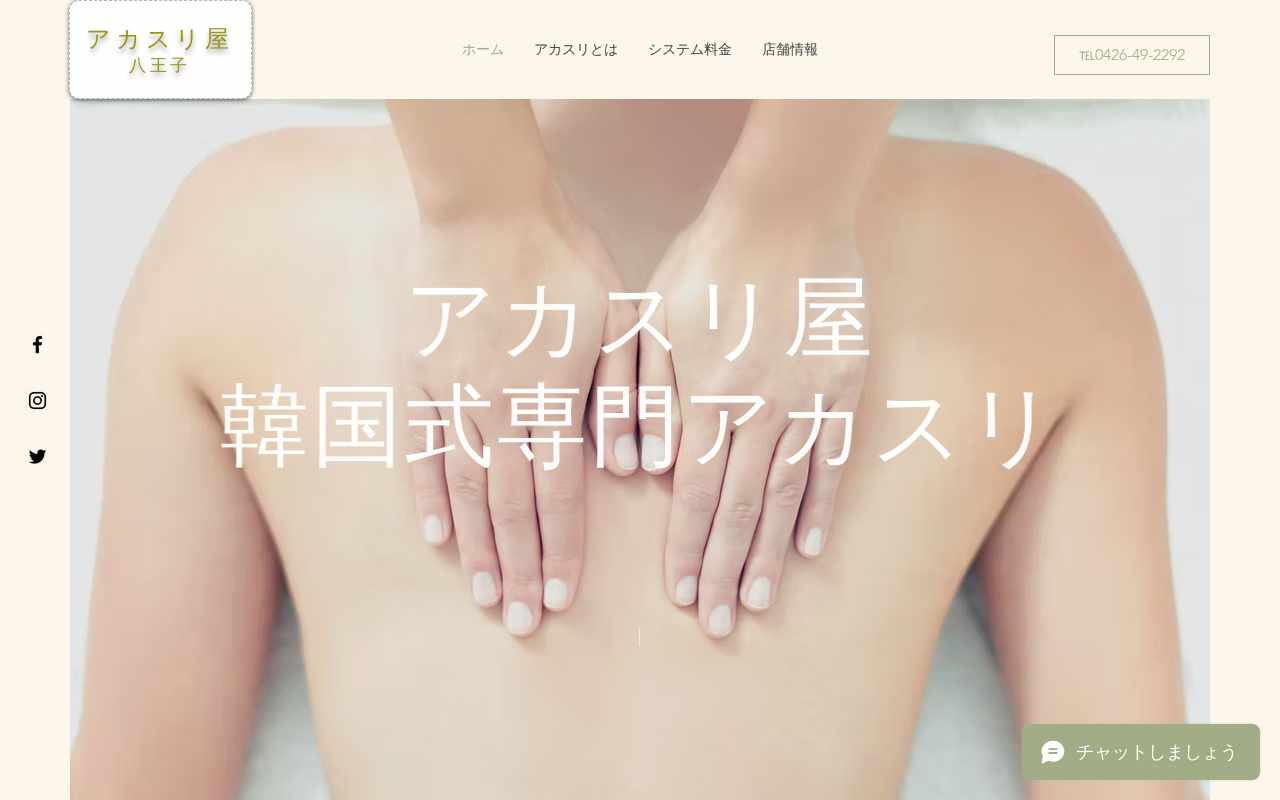 アカスリ屋
八王子
ホーム
アカスリとは
システム料金
店舗情報
℡0426-49-2292
アカスリ屋
韓国式専門アカスリ
チャットしましょう